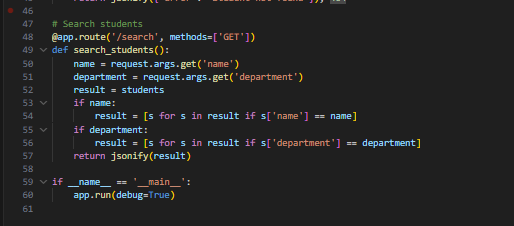 46
47 # Search students
48 @app.route('/search', methods=['GET'])
49 def search_students():
50 name = request.args.get('name')
51 department = request.args.get('department')
52 result = students
53 if name:
54 result = [s for s in result if s['name'] == name]
55 if department:
56 result = [s for s in result if s['department'] == department]
57 return jsonify(result)
58
59 if __name__ == '__main__':
60 app.run(debug=True)
61